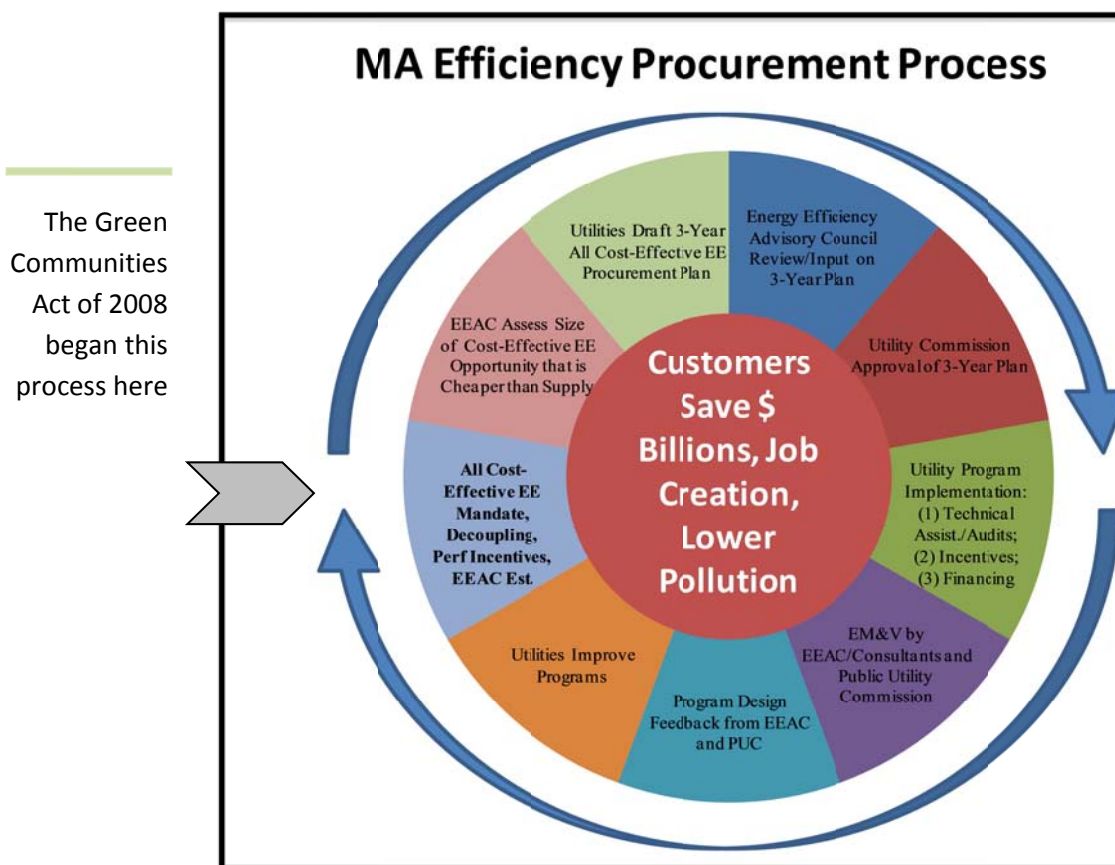 MA Efficiency Procurement Process
The Green
Communities
Act of 2008
began this
process here
Utilities Draft 3-Year
All Cost-Effective EE
Procurement Plan
Energy Efficiency
Advisory Council
Review/Input on
3-Year Plan
Utility Commission
Approval of 3-Year Plan
Utility Program
Implementation:
(1) Technical
Assist./Audits;
(2) Incentives;
(3) Financing
EM&V by
EEAC/Consultants and
Public Utility
Commission
Program Design
Feedback from EEAC
and PUC
Utilities Improve
Programs
All Cost-
Effective EE
Mandate,
Decoupling,
Perf Incentives,
EEAC Est.
EEAC Assess Size
of Cost-Effective EE
Opportunity that is
Cheaper than Supply
Customers
Save $
Billions, Job
Creation,
Lower
Pollution